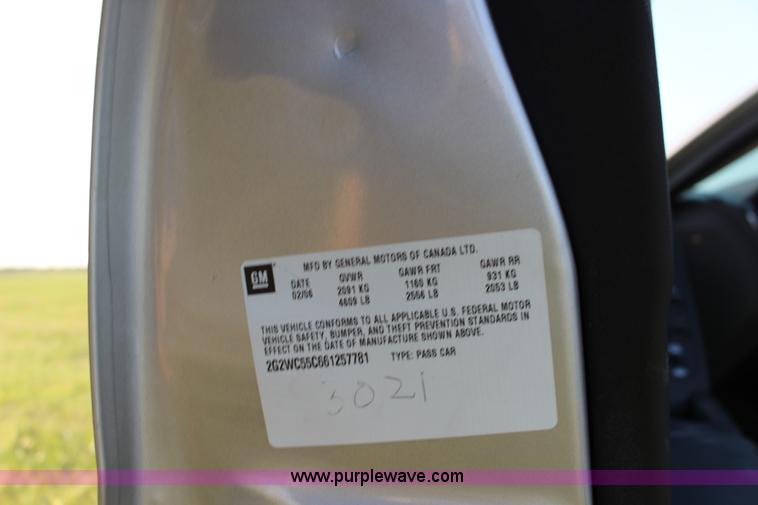 MFD BY GENERAL MOTORS OF CANADA LTD.
GM
DATE GVWR GAWR FRT GAWR RR
02/06 2091 KG 1160 KG 931 KG
4609 LB 2556 LB 2053 LB
THIS VEHICLE CONFORMS TO ALL APPLICABLE U.S. FEDERAL MOTOR
VEHICLE SAFETY, BUMPER, AND THEFT PREVENTION STANDARDS IN
EFFECT ON THE DATE OF MANUFACTURE SHOWN ABOVE.
2G2WC55C661257781 TYPE: PASS CAR
3021
www.purplewave.com